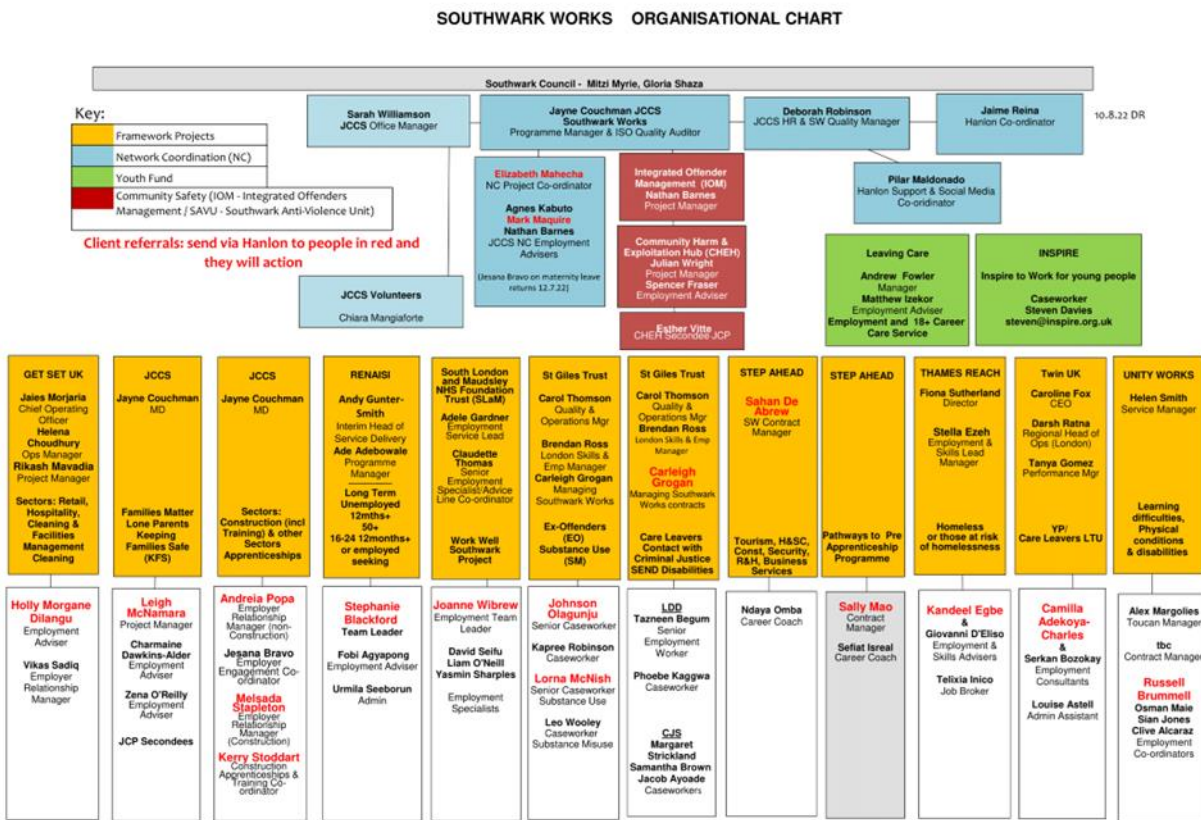 SOUTHWARK WORKS ORGANISATIONAL CHART
Southwark Council - Mitzi Myrie, Gloria Shaza
10.8.22 DR
Key:
Framework Projects
Network Coordination (NC)
Youth Fund
Community Safety (IOM - Integrated Offenders
Management / SAVU - Southwark Anti-Violence Unit)
Client referrals: send via Hanlon to people in red and
they will action
Sarah Williamson
JCCS Office Manager
Jayne Couchman JCCS
Southwark Works
Programme Manager & ISO Quality Auditor
Deborah Robinson
JCCS HR & SW Quality Manager
Jaime Reina
Hanlon Co-ordinator
Elizabeth Mahecha
NC Project Co-ordinator
Agnes Kabuto
Mark Maquire
Nathan Barnes
JCCS NC Employment
Advisers
(Jesana Bravo on maternity leave
returns 12.7.22)
Integrated Offender
Management (IOM)
Nathan Barnes
Project Manager
Community Harm &
Exploitation Hub (CHEH)
Julian Wright
Project Manager
Spencer Fraser
Employment Adviser
Esther Vitte
CHEH Secondee JCP
Pilar Maldonado
Hanlon Support & Social Media
Co-oridinator
JCCS Volunteers
Chiara Mangiaforte
Leaving Care
Andrew Fowler
Manager
Matthew Izekor
Employment Adviser
Employment and 18+ Career
Care Service
INSPIRE
Inspire to Work for young people
Caseworker
Steven Davies
steven@inspire.org.uk
GET SET UK
Jaies Morjaria
Chief Operating
Officer
Helena
Choudhury
Ops Manager
Rikash Mavadia
Project Manager
Sectors: Retail,
Hospitality,
Cleaning &
Facilities
Management
Cleaning
JCCS
Jayne Couchman
MD
Families Matter
Lone Parents
Keeping
Families Safe
(KFS)
JCCS
Jayne Couchman
MD
Sectors:
Construction (incl
Training) & other
Sectors
Apprenticeships
RENAISI
Andy Gunter-
Smith
Interim Head of
Service Delivery
Ade Adebowale
Programme
Manager
Long Term
Unemployed
12mths+
50+
16-24 12months+
or employed
seeking
South London
and Maudsley
NHS Foundation
Trust (SLaM)
Adele Gardner
Employment
Service Lead
Claudette
Thomas
Senior
Employment
Specialist/Advice
Line Co-ordinator
Work Well
Southwark
Project
St Giles Trust
Carol Thomson
Quality &
Operations Mgr
Brendan Ross
London Skills &
Emp Manager
Carleigh Grogan
Managing
Southwark Works
Ex-Offenders
(EO)
Substance Use
(SM)
St Giles Trust
Carol Thomson
Quality &
Operations Mgr
Brendan Ross
London Skills & Emp
Manager
Carleigh
Grogan
Managing Southwark
Works contracts
Care Leavers
Contact with
Criminal Justice
SEND Disabilities
STEP AHEAD
Sahan De
Abrew
SW Contract
Manager
Tourism, H&SC,
Const, Security,
R&H, Business
Services
STEP AHEAD
Pathways to Pre
Apprenticeship
Programme
THAMES REACH
Fiona Sutherland
Director
Stella Ezeh
Employment &
Skills Lead
Manager
Homeless
or those at risk
of homelessness
Twin UK
Caroline Fox
CEO
Darsh Ratna
Regional Head of
Ops (London)
Tanya Gomez
Performance Mgr
YP/
Care Leavers LTU
UNITY WORKS
Helen Smith
Service Manager
Learning
difficulties,
Physical
conditions
& disabilities
Holly Morgane
Dilangu
Employment
Adviser
Vikas Sadiq
Employer
Relationship
Manager
Leigh
McNamara
Project Manager
Charmaine
Dawkins-Alder
Employment
Adviser
Zena O'Reilly
Employment
Adviser
JCP Secondees
Andreia Popa
Employer
Relationship
Manager (non-
Construction)
Jesana Bravo
Employer
Engagement Co-
ordinator
Melsada
Stapleton
Employer
Relationship
Manager
(Construction)
Kerry Stoddart
Construction
Apprenticeships &
Training Co-
ordinator
Stephanie
Blackford
Team Leader
Fobi Agyapong
Employment Adviser
Urmila Seeborun
Admin
Joanne Wibrew
Employment Team
Leader
David Seifu
Liam O'Neill
Yasmin Sharples
Employment
Specialists
Johnson
Olagunju
Senior Caseworker
Kapree Robinson
Caseworker
Lorna McNish
Senior Caseworker
Substance Use
Leo Wooley
Caseworker
Substance Misuse
LDD
Tazneen Begum
Senior
Employment
Worker
Phoebe Kaggwa
Caseworker
CJS
Margaret
Strickland
Samantha Brown
Jacob Ayoade
Caseworkers
Ndaya Omba
Career Coach
Sally Mao
Contract
Manager
Sefiat Isreal
Career Coach
Kandeel Egbe
&
Giovanni D'Eliso
Employment &
Skills Advisers
Telixia Inico
Job Broker
Camilla
Adekoya-
Charles
&
Serkan Bozokay
Employment
Consultants
Louise Astell
Admin Assistant
Alex Margolies
Toucan Manager
tbc
Contract Manager
Russell
Brummell
Osman Maie
Sian Jones
Clive Alcaraz
Employment
Co-ordinators